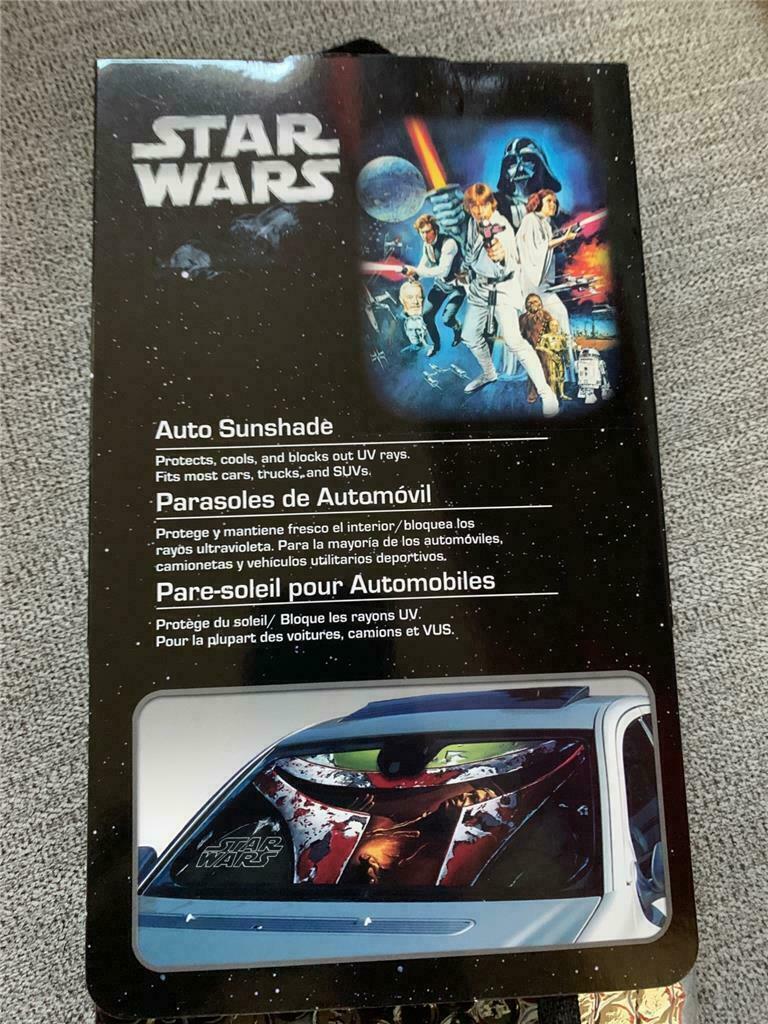 STAR
WARS
Auto Sunshade
Protects, cools, and blocks out UV rays.
Fits most cars, trucks, and SUVs.
Parasoles de Automóvil
Protege y mantiene fresco el interior/bloquea los
rayos ultravioleta. Para la mayoría de los automóviles,
camionetas y vehículos utilitarios deportivos.
Pare-soleil pour Automobiles
Protège du soleil/ Bloque les rayons UV.
Pour la plupart des voitures, camions et VUS.
STAR
WARS